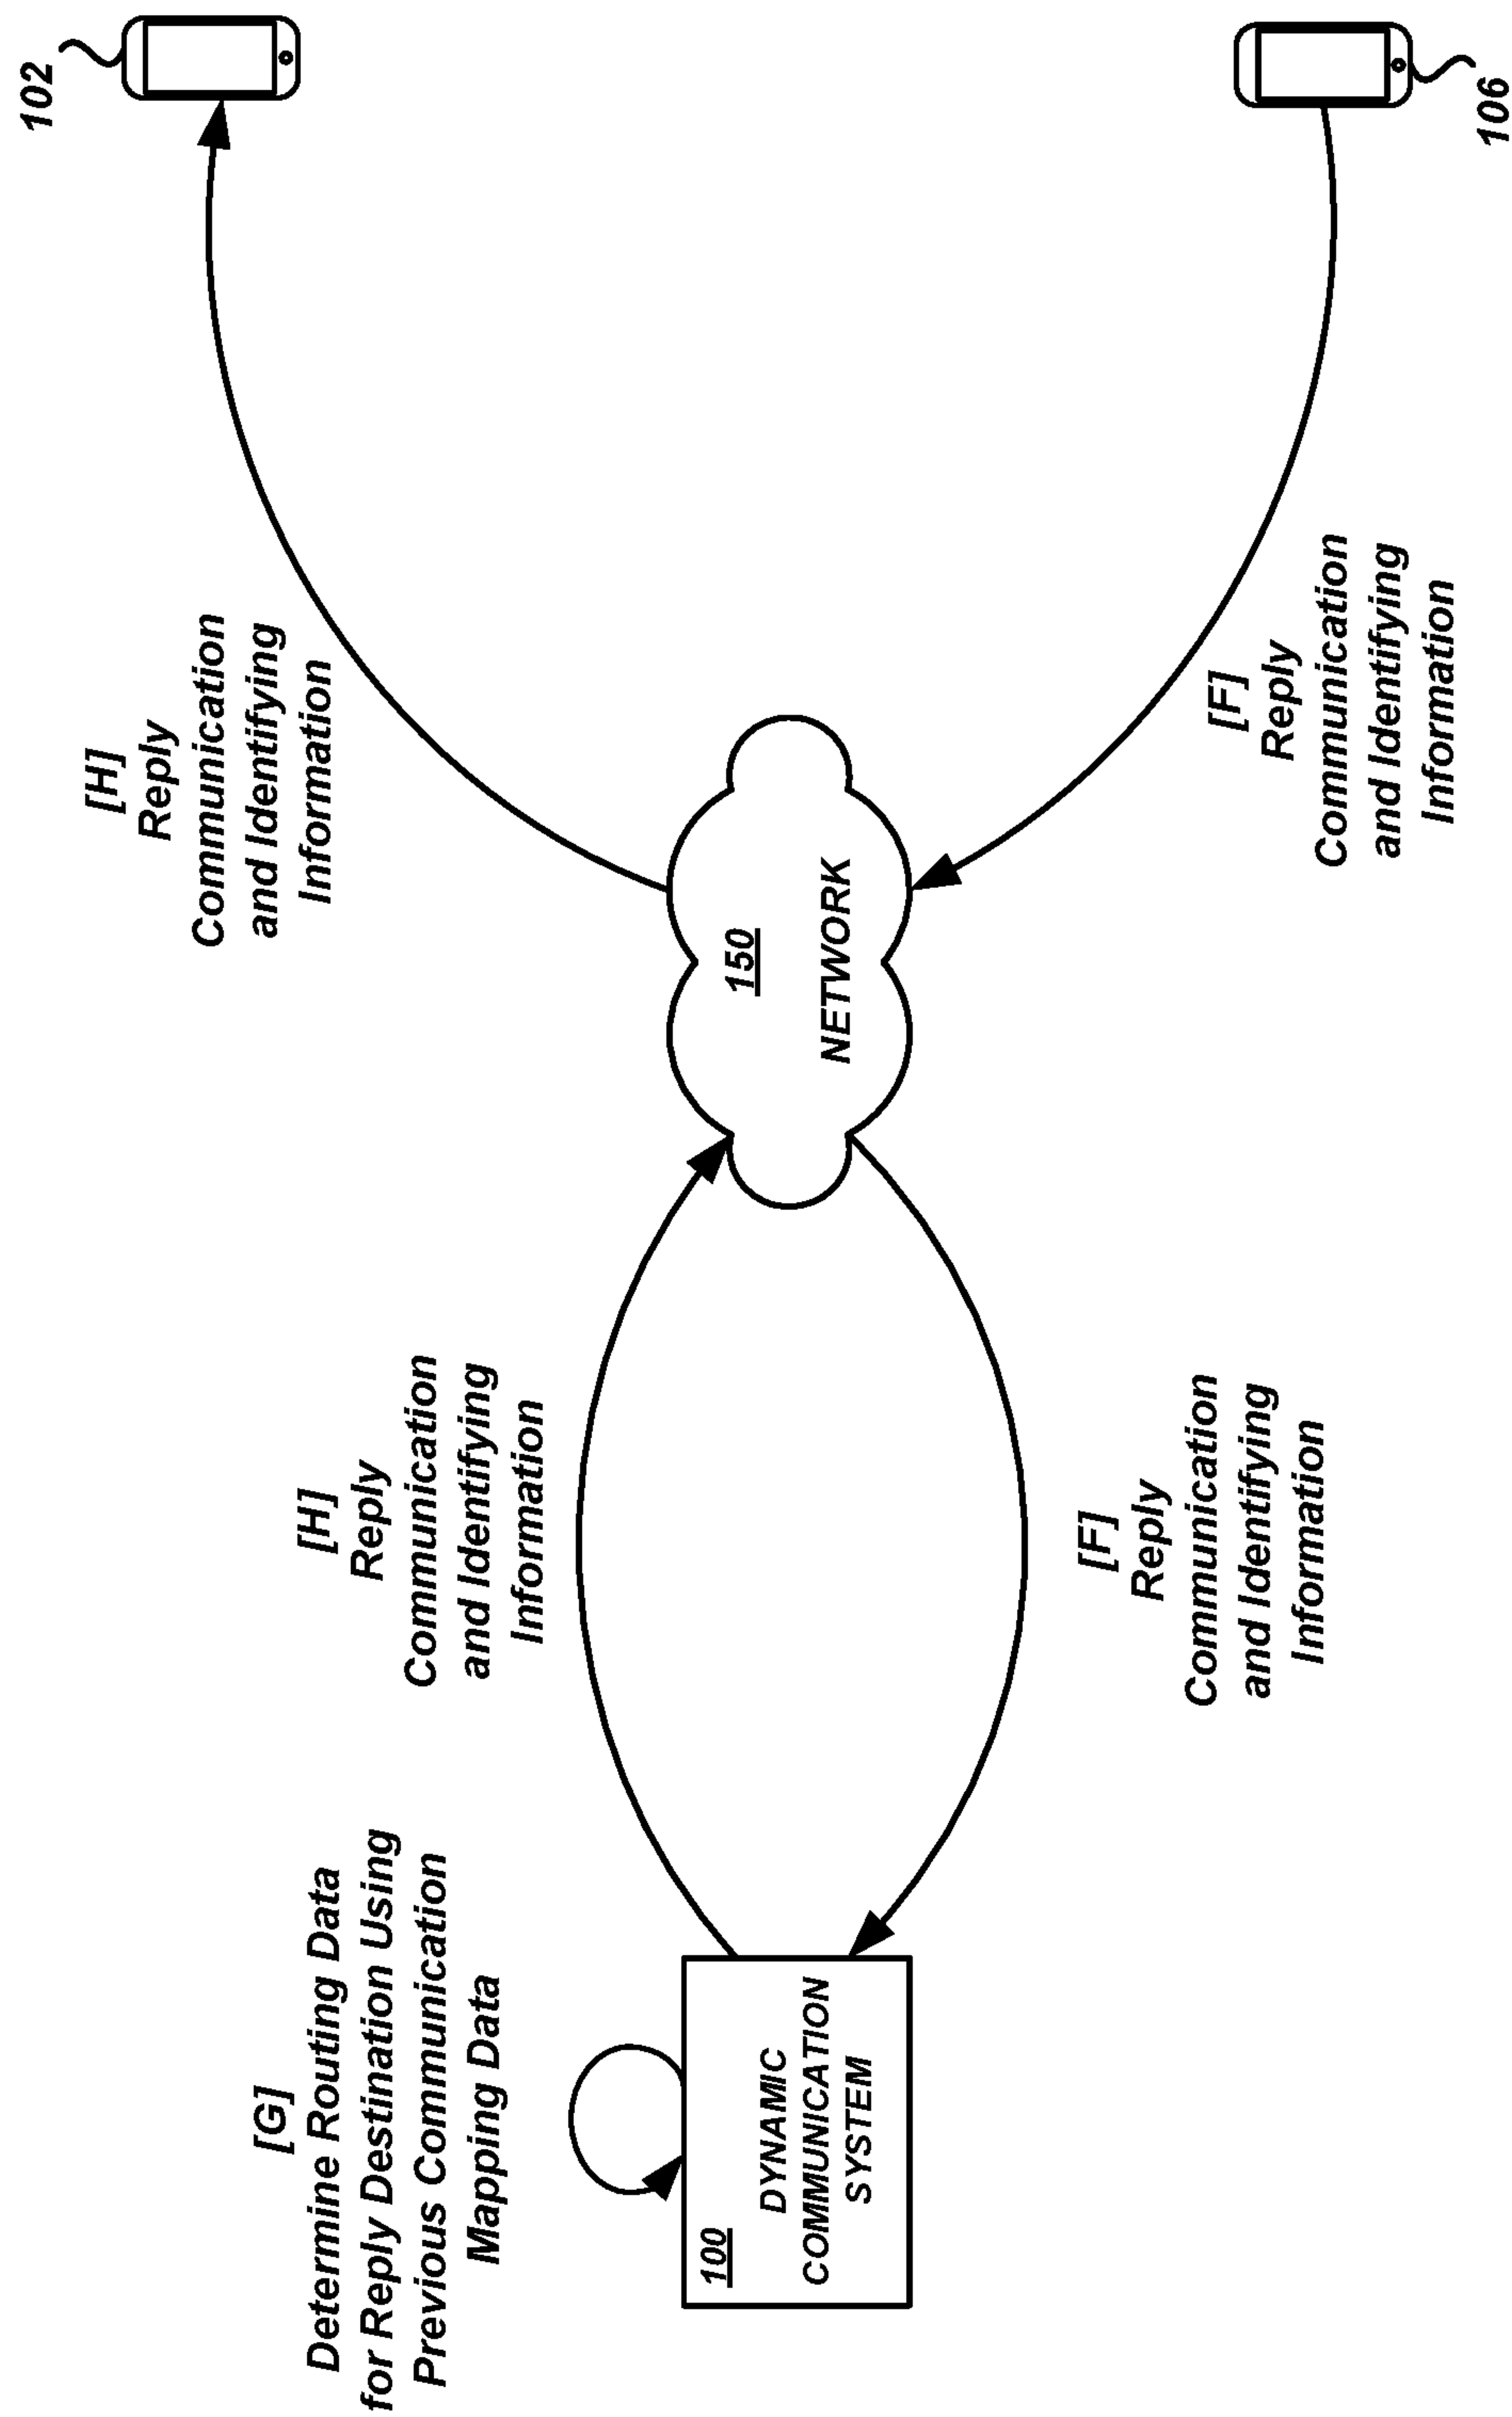 [G]
Determine Routing Data
for Reply Destination Using
Previous Communication
Mapping Data
100
DYNAMIC
COMMUNICATION
SYSTEM
[H]
Reply
Communication
and Identifying
Information
[F]
Reply
Communication
and Identifying
Information
150
NETWORK
[H]
Reply
Communication
and Identifying
Information
[F]
Reply
Communication
and Identifying
Information
102
106